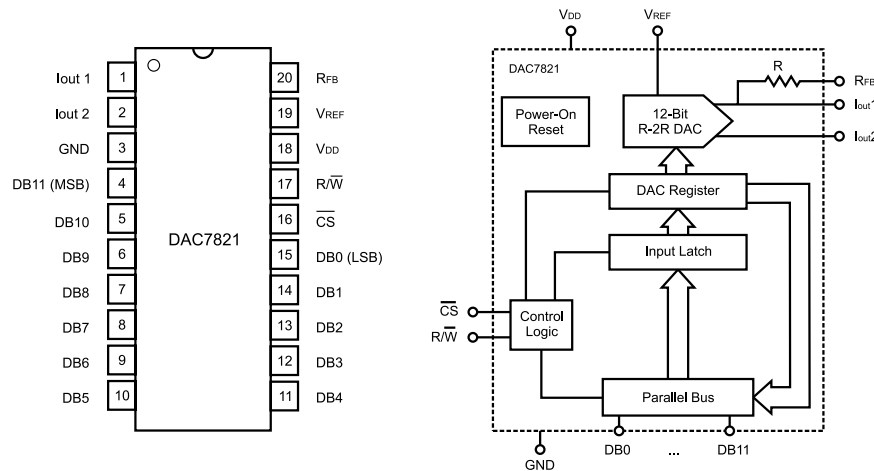 Iout 1
Iout 2
GND
DB11 (MSB)
DB10
DB9
DB8
DB7
DB6
DB5
1
2
3
4
5
6
7
8
9
10
DAC7821
20
19
18
17
16
15
14
13
12
11
RFB
VREF
VDD
R/W̅
C̅S̅
DB0 (LSB)
DB1
DB2
DB3
DB4
VDD
VREF
DAC7821
R
RFB
Iout1
Iout2
Power-On
Reset
12-Bit
R-2R DAC
DAC Register
Input Latch
C̅S̅
R/W̅
Control
Logic
Parallel Bus
GND
DB0
...
DB11